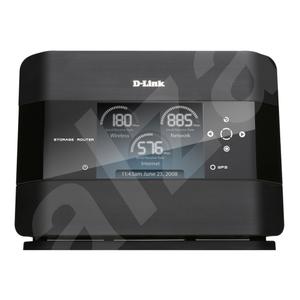 D-Link
180
885
Wireless
Network
STORAGE ROUTER
576
Internet
WPS
11:43am June 23, 2008